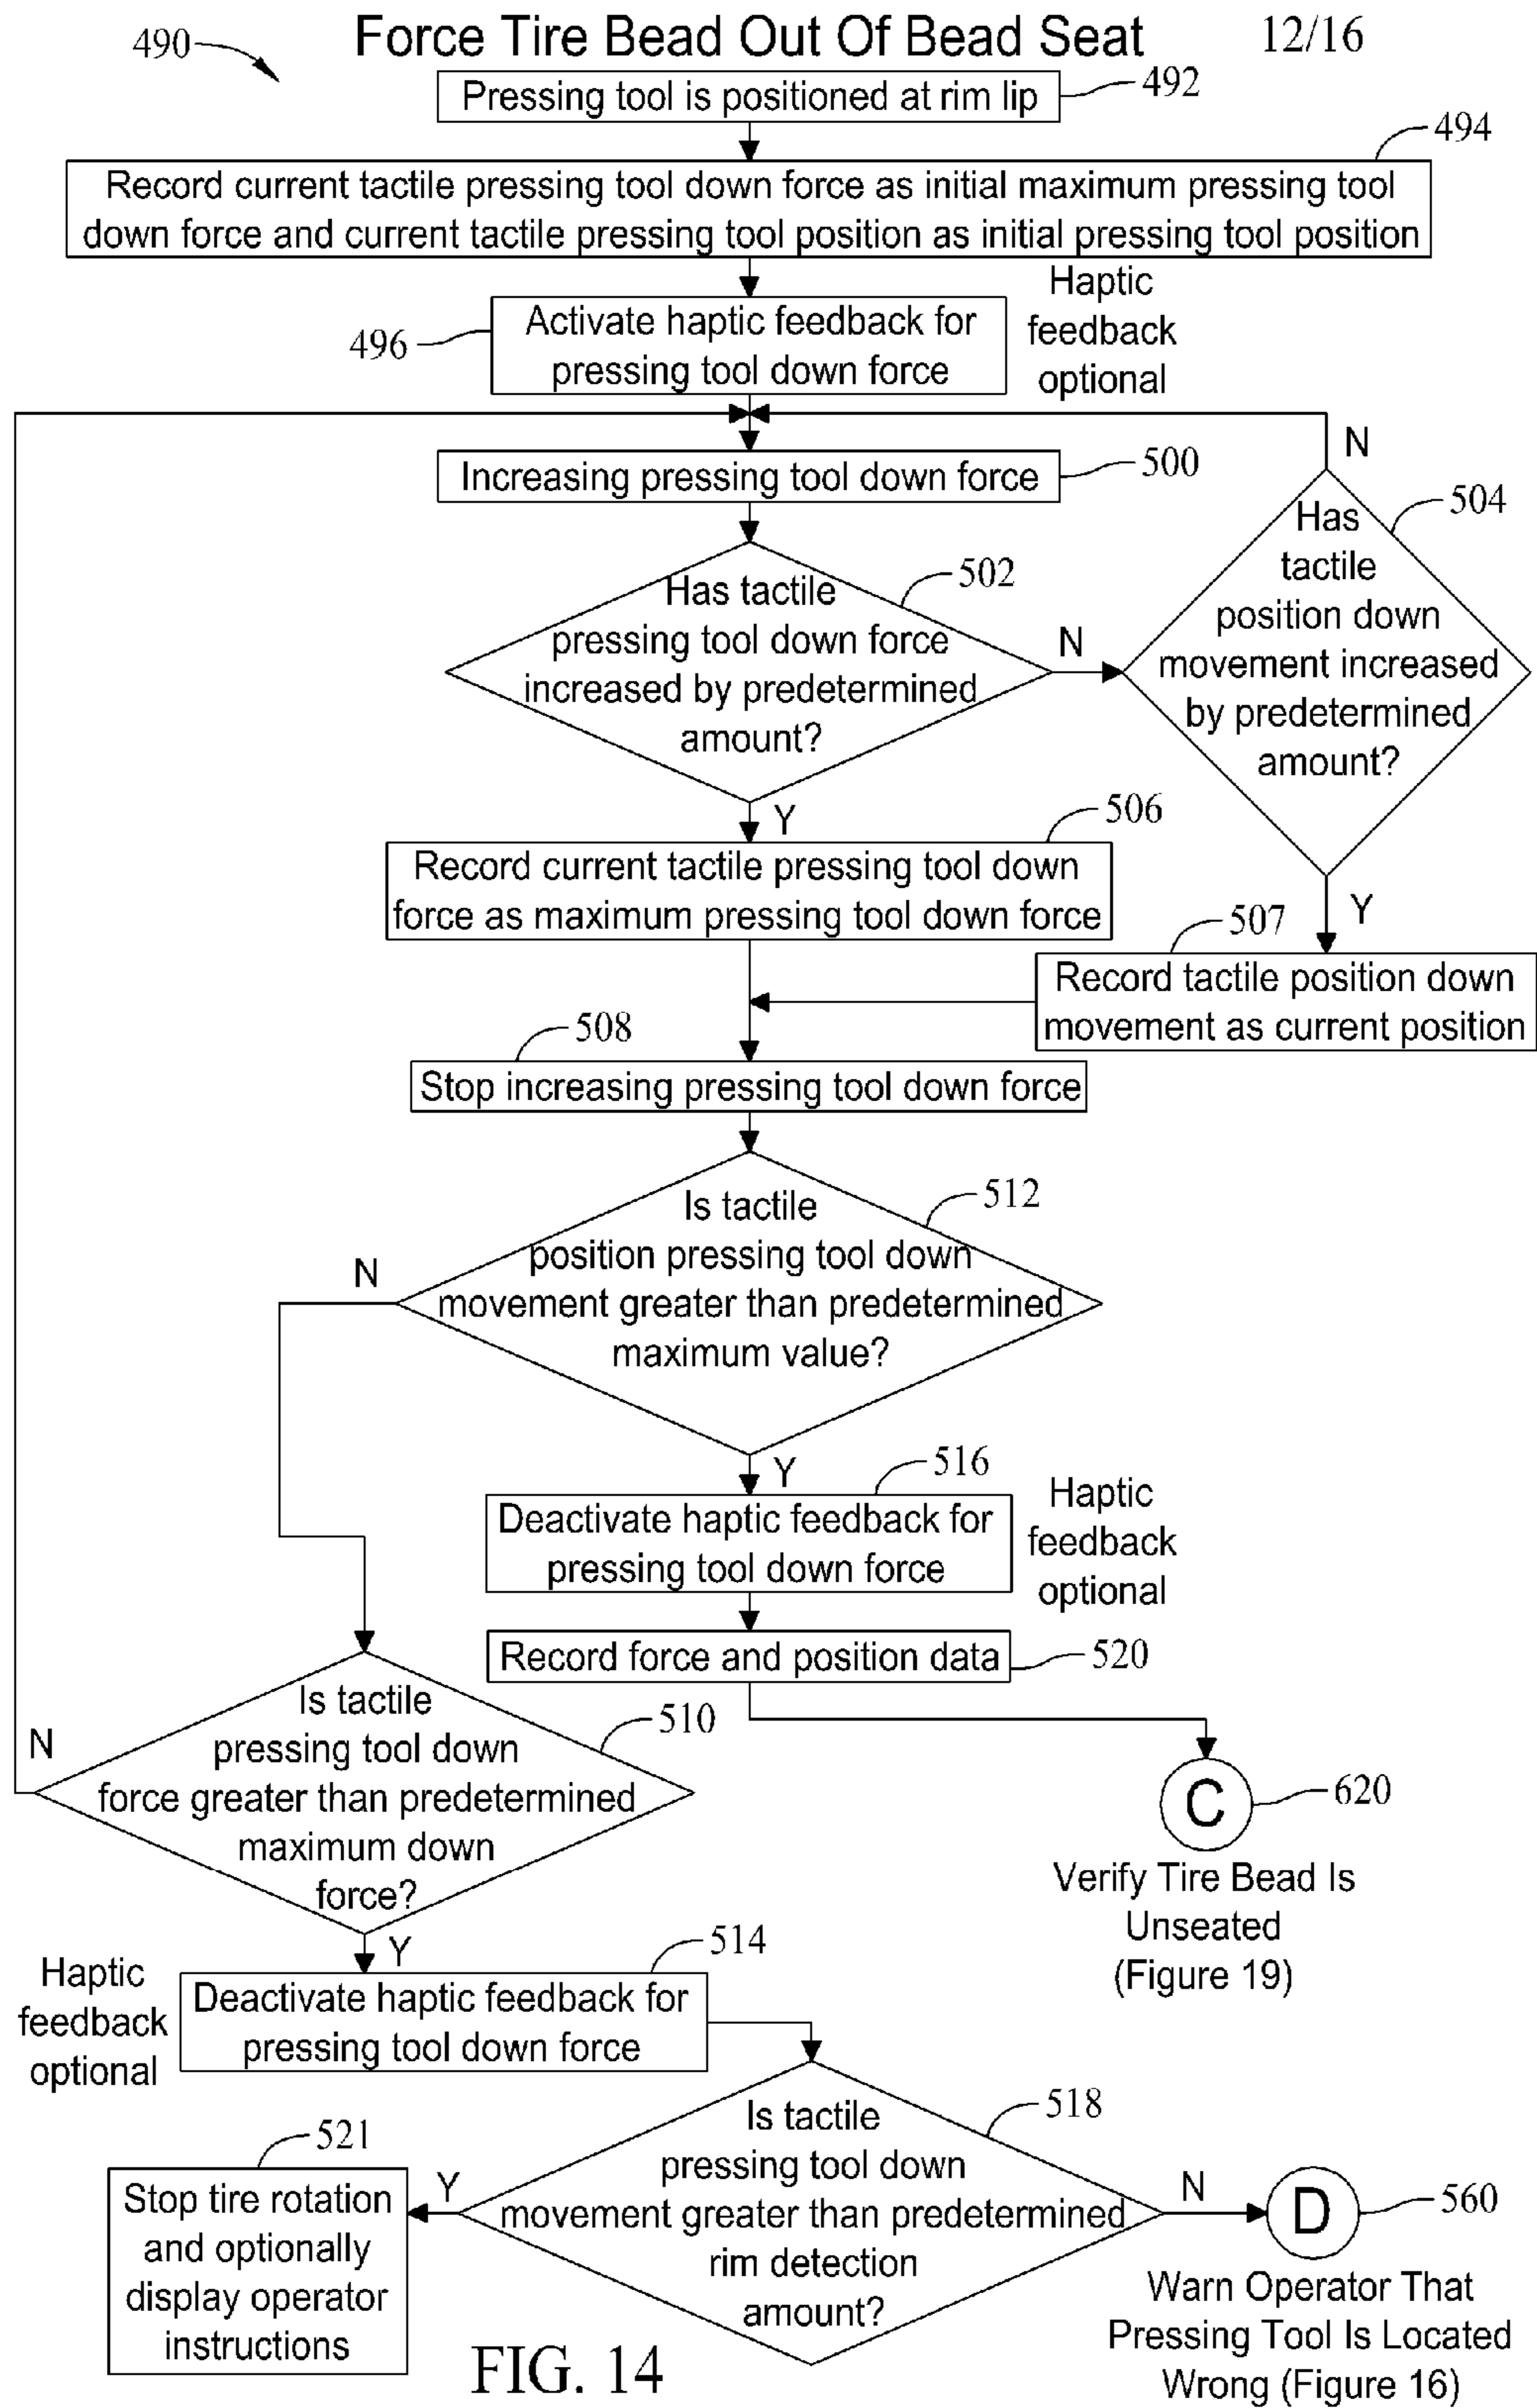 Force Tire Bead Out Of Bead Seat
12/16
490
Pressing tool is positioned at rim lip
492
494
Record current tactile pressing tool down force as initial maximum pressing tool
down force and current tactile pressing tool position as initial pressing tool position
496
Activate haptic feedback for
pressing tool down force
Haptic
feedback
optional
Increasing pressing tool down force
500
502
Has tactile
pressing tool down force
increased by predetermined
amount?
N
Y
504
N
Has
tactile
position down
movement increased
by predetermined
amount?
Y
506
Record current tactile pressing tool down
force as maximum pressing tool down force
507
Record tactile position down
movement as current position
508
Stop increasing pressing tool down force
512
Is tactile
position pressing tool down
movement greater than predetermined
maximum value?
N
Y
516
Deactivate haptic feedback for
pressing tool down force
Haptic
feedback
optional
Record force and position data
520
C
620
Verify Tire Bead Is
Unseated
(Figure 19)
510
N
Is tactile
pressing tool down
force greater than predetermined
maximum down
force?
Y
514
Haptic
feedback
optional
Deactivate haptic feedback for
pressing tool down force
518
Is tactile
pressing tool down
movement greater than predetermined
rim detection
amount?
Y
N
521
Stop tire rotation
and optionally
display operator
instructions
D
560
Warn Operator That
Pressing Tool Is Located
Wrong (Figure 16)
FIG. 14